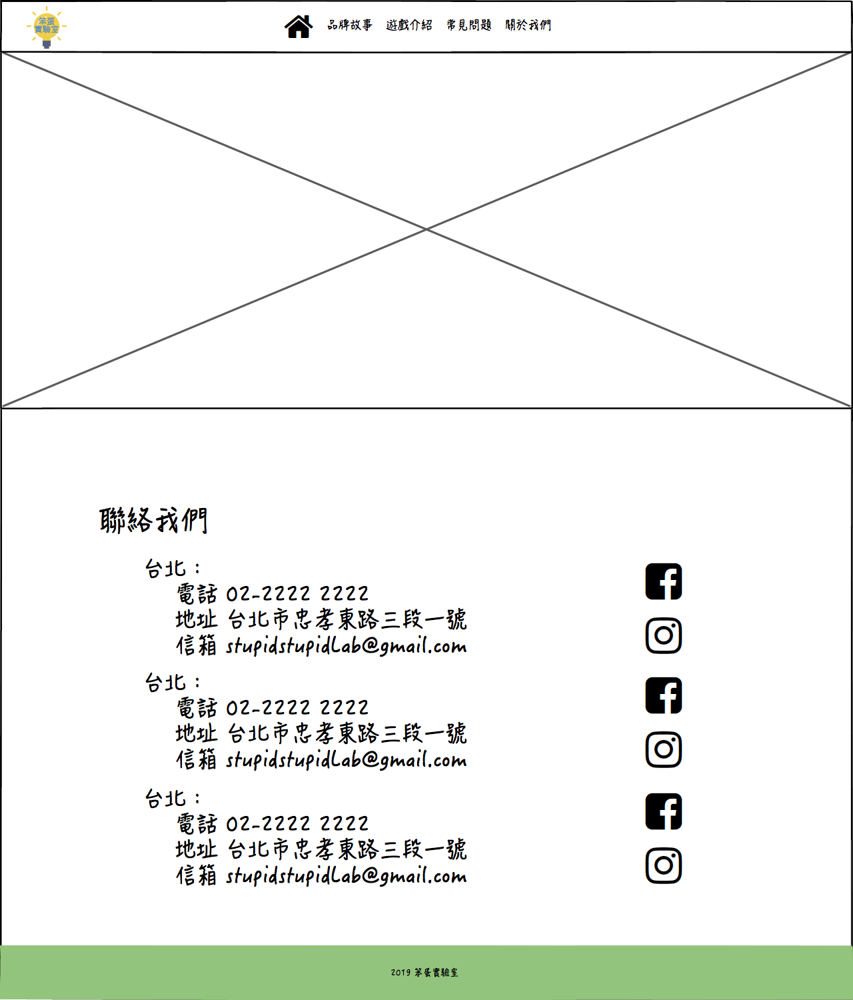 笨蛋
實驗室
品牌故事 遊戲介紹 常見問題 關於我們
聯絡我們
台北：
電話 02-2222 2222
地址 台北市忠孝東路三段一號
信箱 stupidstupidLab@gmail.com
台北：
電話 02-2222 2222
地址 台北市忠孝東路三段一號
信箱 stupidstupidLab@gmail.com
台北：
電話 02-2222 2222
地址 台北市忠孝東路三段一號
信箱 stupidstupidLab@gmail.com
2019 笨蛋實驗室